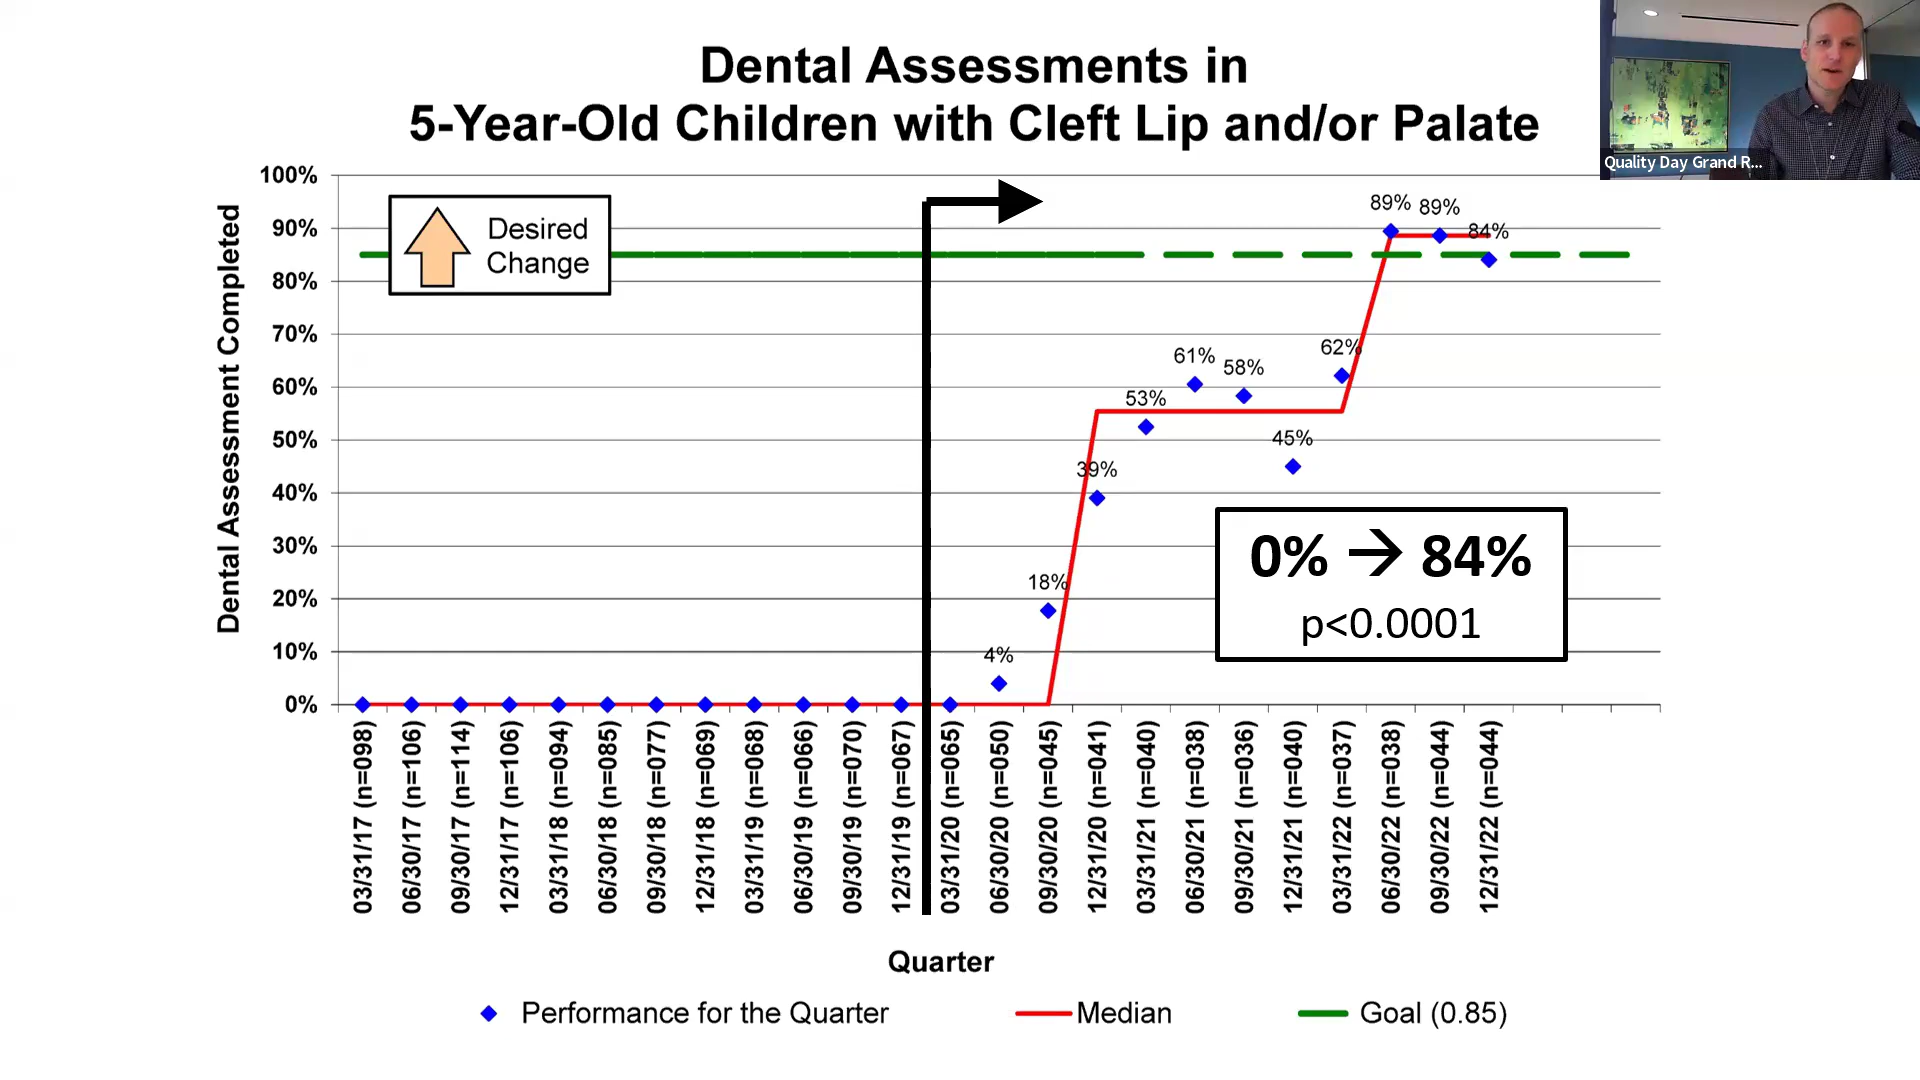 Dental Assessments in
5-Year-Old Children with Cleft Lip and/or Palate
Quality Day Grand R...
Dental Assessment Completed
100%
90%
80%
70%
60%
50%
40%
30%
20%
10%
0%
Desired
Change
4%
18%
39%
53%
61%
58%
45%
62%
89%
89%
84%
0% → 84%
p<0.0001
03/31/17 (n=098)
06/30/17 (n=106)
09/30/17 (n=114)
12/31/17 (n=106)
03/31/18 (n=094)
06/30/18 (n=085)
09/30/18 (n=077)
12/31/18 (n=069)
03/31/19 (n=068)
06/30/19 (n=066)
09/30/19 (n=070)
12/31/19 (n=067)
03/31/20 (n=065)
06/30/20 (n=050)
09/30/20 (n=045)
12/31/20 (n=041)
03/31/21 (n=040)
06/30/21 (n=038)
09/30/21 (n=036)
12/31/21 (n=040)
03/31/22 (n=037)
06/30/22 (n=038)
09/30/22 (n=044)
12/31/22 (n=044)
Quarter
Performance for the Quarter
Median
Goal (0.85)